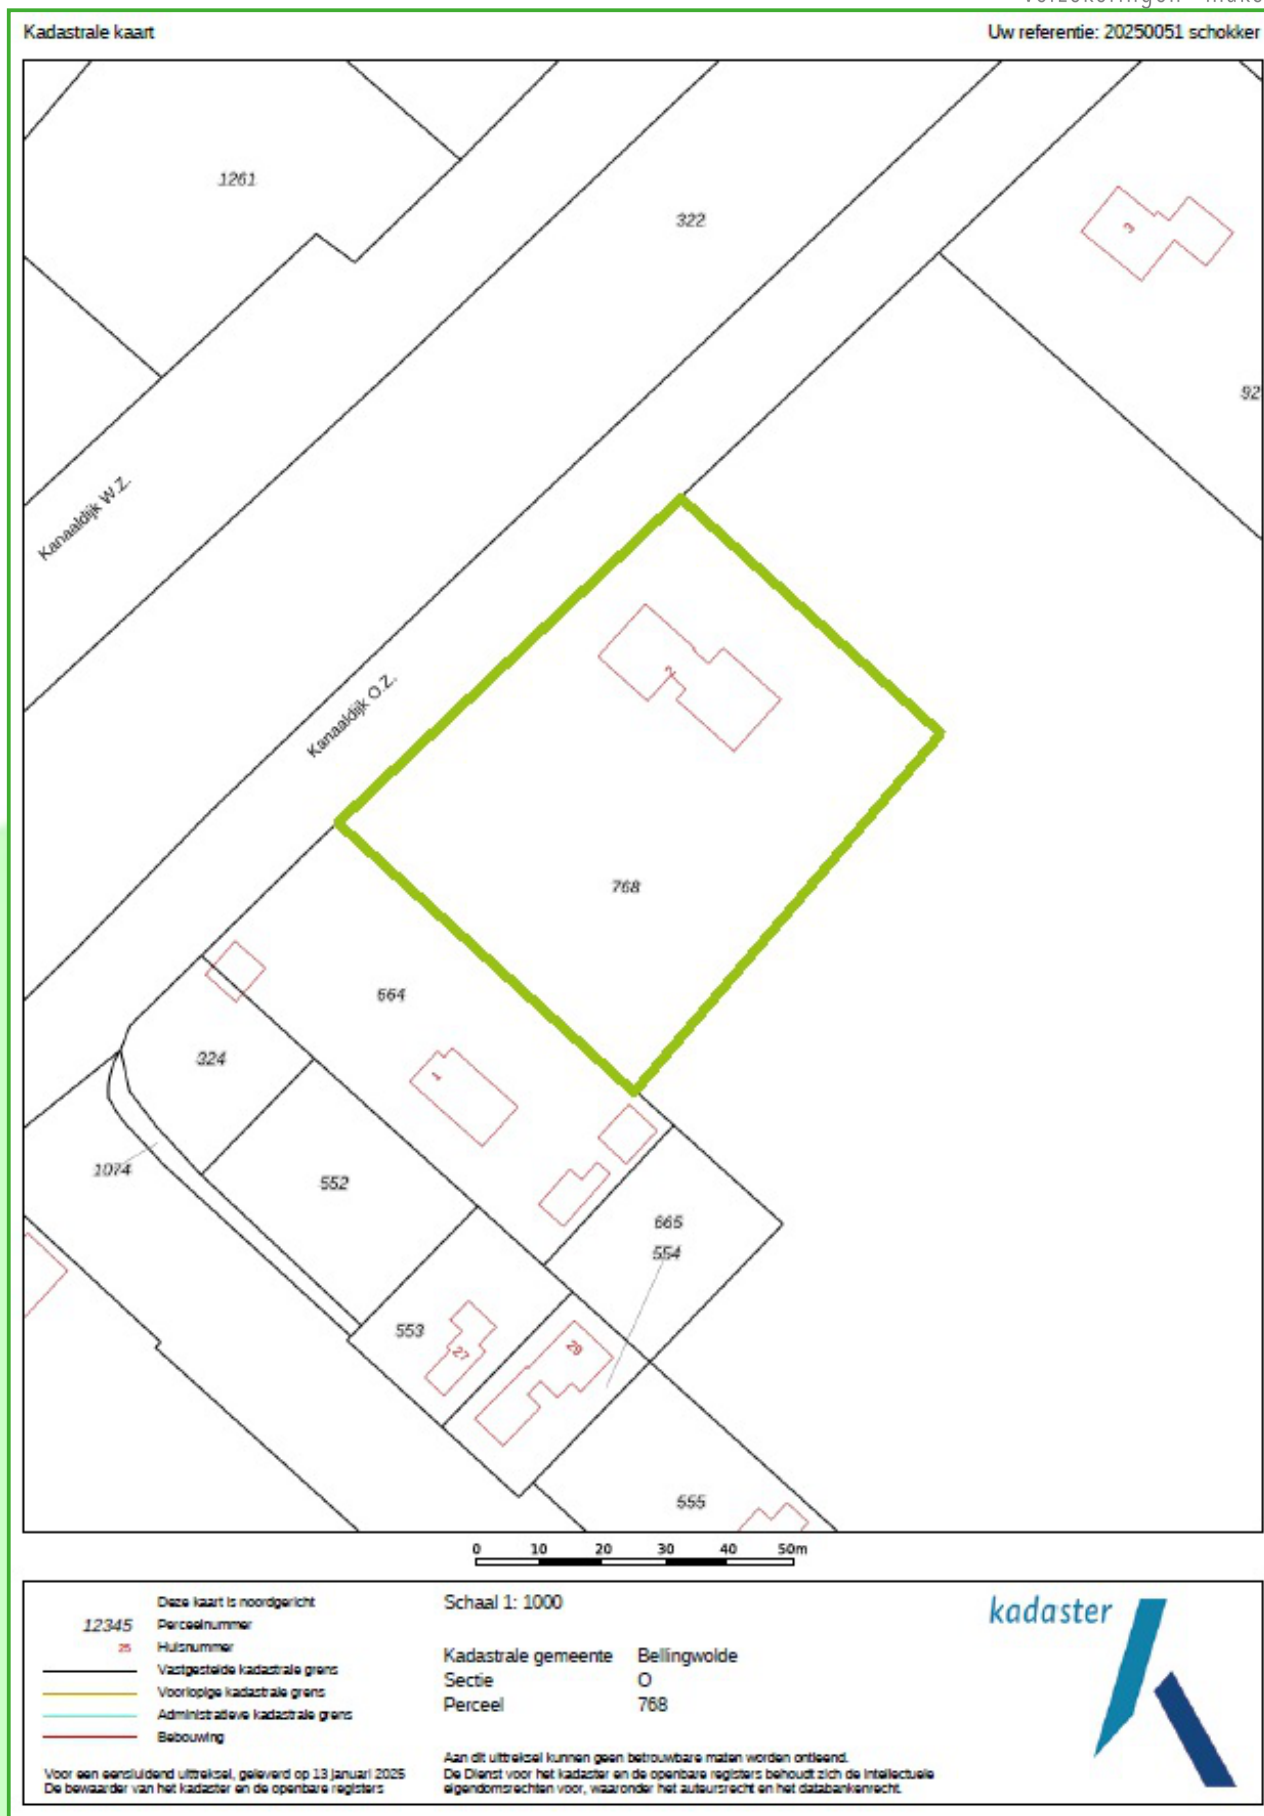 Kadastrale kaart
Uw referentie: 20250051 schokker
1261
322
3
92
Kanaaldijk W.Z.
2
Kanaaldijk O.Z.
768
664
324
1
1074
552
665
554
553
27
29
555
0 10 20 30 40 50m
Deze kaart is noordgericht
12345 Perceelnummer
25 Huisnummer
Vastgestelde kadastrale grens
Voorlopige kadastrale grens
Administratieve kadastrale grens
Bebouwing
Voor een eensluidend uittreksel, geleverd op 13 januari 2025
De bewaarder van het kadaster en de openbare registers
Schaal 1: 1000
Kadastrale gemeente Bellingwolde
Sectie O
Perceel 768
Aan dit uittreksel kunnen geen betrouwbare maten worden ontleend.
De Dienst voor het kadaster en de openbare registers behoudt zich de intellectuele
eigendomsrechten voor, waaronder het auteursrecht en het databankenrecht.
kadaster